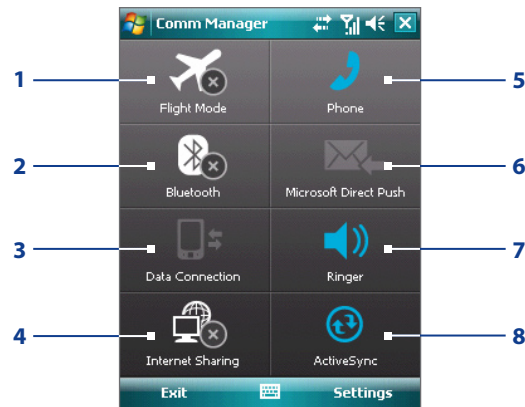 Comm Manager
1 Flight Mode Phone 5
2 Bluetooth Microsoft Direct Push 6
3 Data Connection Ringer 7
4 Internet Sharing ActiveSync 8
Exit Settings